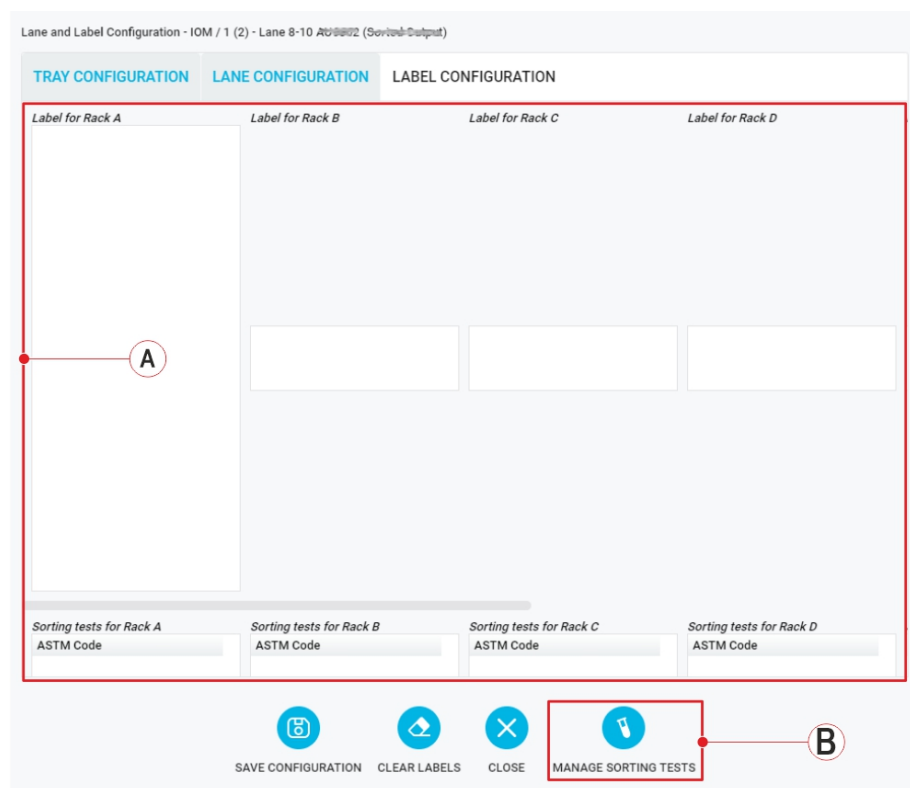 Lane and Label Configuration - IOM / 1 (2) - Lane 8-10 (Sorted Output)
TRAY CONFIGURATION LANE CONFIGURATION LABEL CONFIGURATION
Label for Rack A Label for Rack B Label for Rack C Label for Rack D
A
Sorting tests for Rack A Sorting tests for Rack B Sorting tests for Rack C Sorting tests for Rack D
ASTM Code ASTM Code ASTM Code ASTM Code
B
SAVE CONFIGURATION CLEAR LABELS CLOSE MANAGE SORTING TESTS